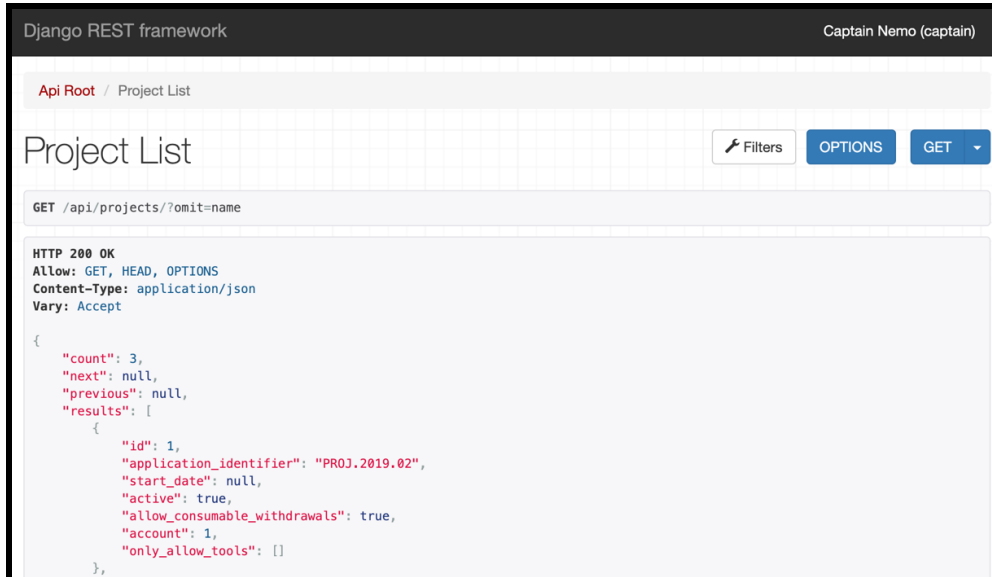 Django REST framework
Captain Nemo (captain)
Api Root / Project List
Project List
Filters
OPTIONS
GET
GET /api/projects/?omit=name
HTTP 200 OK
Allow: GET, HEAD, OPTIONS
Content-Type: application/json
Vary: Accept
{
    "count": 3,
    "next": null,
    "previous": null,
    "results": [
        {
            "id": 1,
            "application_identifier": "PROJ.2019.02",
            "start_date": null,
            "active": true,
            "allow_consumable_withdrawals": true,
            "account": 1,
            "only_allow_tools": []
        },